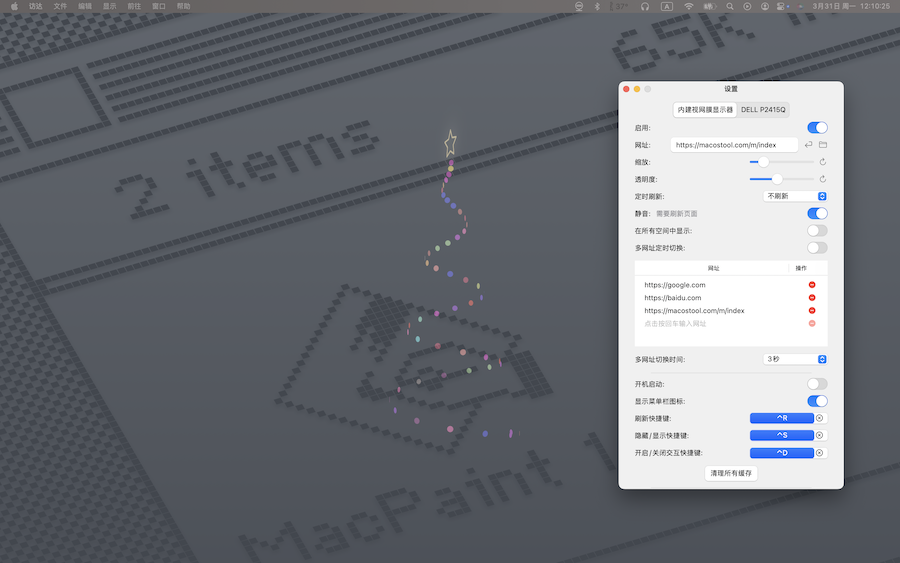 访达 文件 编辑 显示 前往 窗口 帮助 37° A 3月31日 周一 12:10:25
65K in
2 items
MacPaint 1
设置
内建视网膜显示器 DELL P2415Q
启用:
网址: https://macostool.com/m/index
缩放:
透明度:
定时刷新: 不刷新
静音: 需要刷新页面
在所有空间中显示:
多网址定时切换:
网址 操作
https://google.com
https://baidu.com
https://macostool.com/m/index
点击按回车输入网址
多网址切换时间: 3秒
开机启动:
显示菜单栏图标:
刷新快捷键: ^R
隐藏/显示快捷键: ^S
开启/关闭交互快捷键: ^D
清理所有缓存